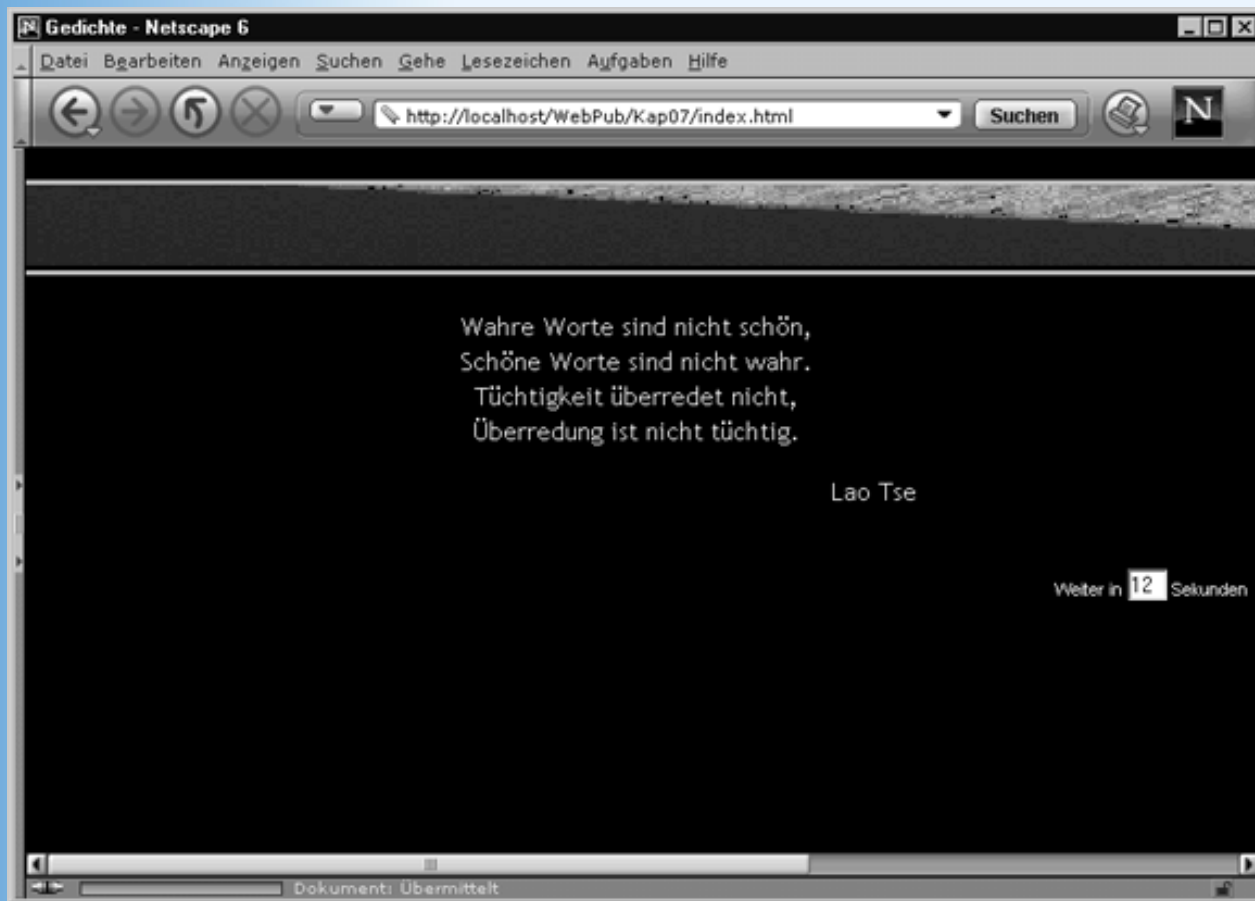 Gedichte - Netscape 6
Datei Bearbeiten Anzeigen Suchen Gehe Lesezeichen Aufgaben Hilfe
http://localhost/WebPub/Kap07/index.html Suchen N
Wahre Worte sind nicht schön,
Schöne Worte sind nicht wahr.
Tüchtigkeit überredet nicht,
Überredung ist nicht tüchtig.
Lao Tse
Weiter in 12 Sekunden
Dokument: Übermittelt